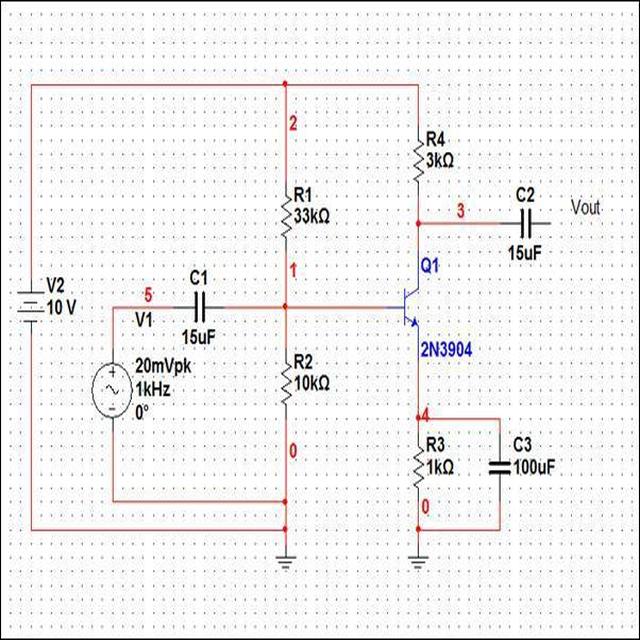 2
R4
3kΩ
R1
33kΩ
3
C2
Vout
15uF
1
Q1
V2
10 V
5
C1
V1
15uF
20mVpk
1kHz
0°
R2
10kΩ
2N3904
4
0
R3
1kΩ
C3
100uF
0